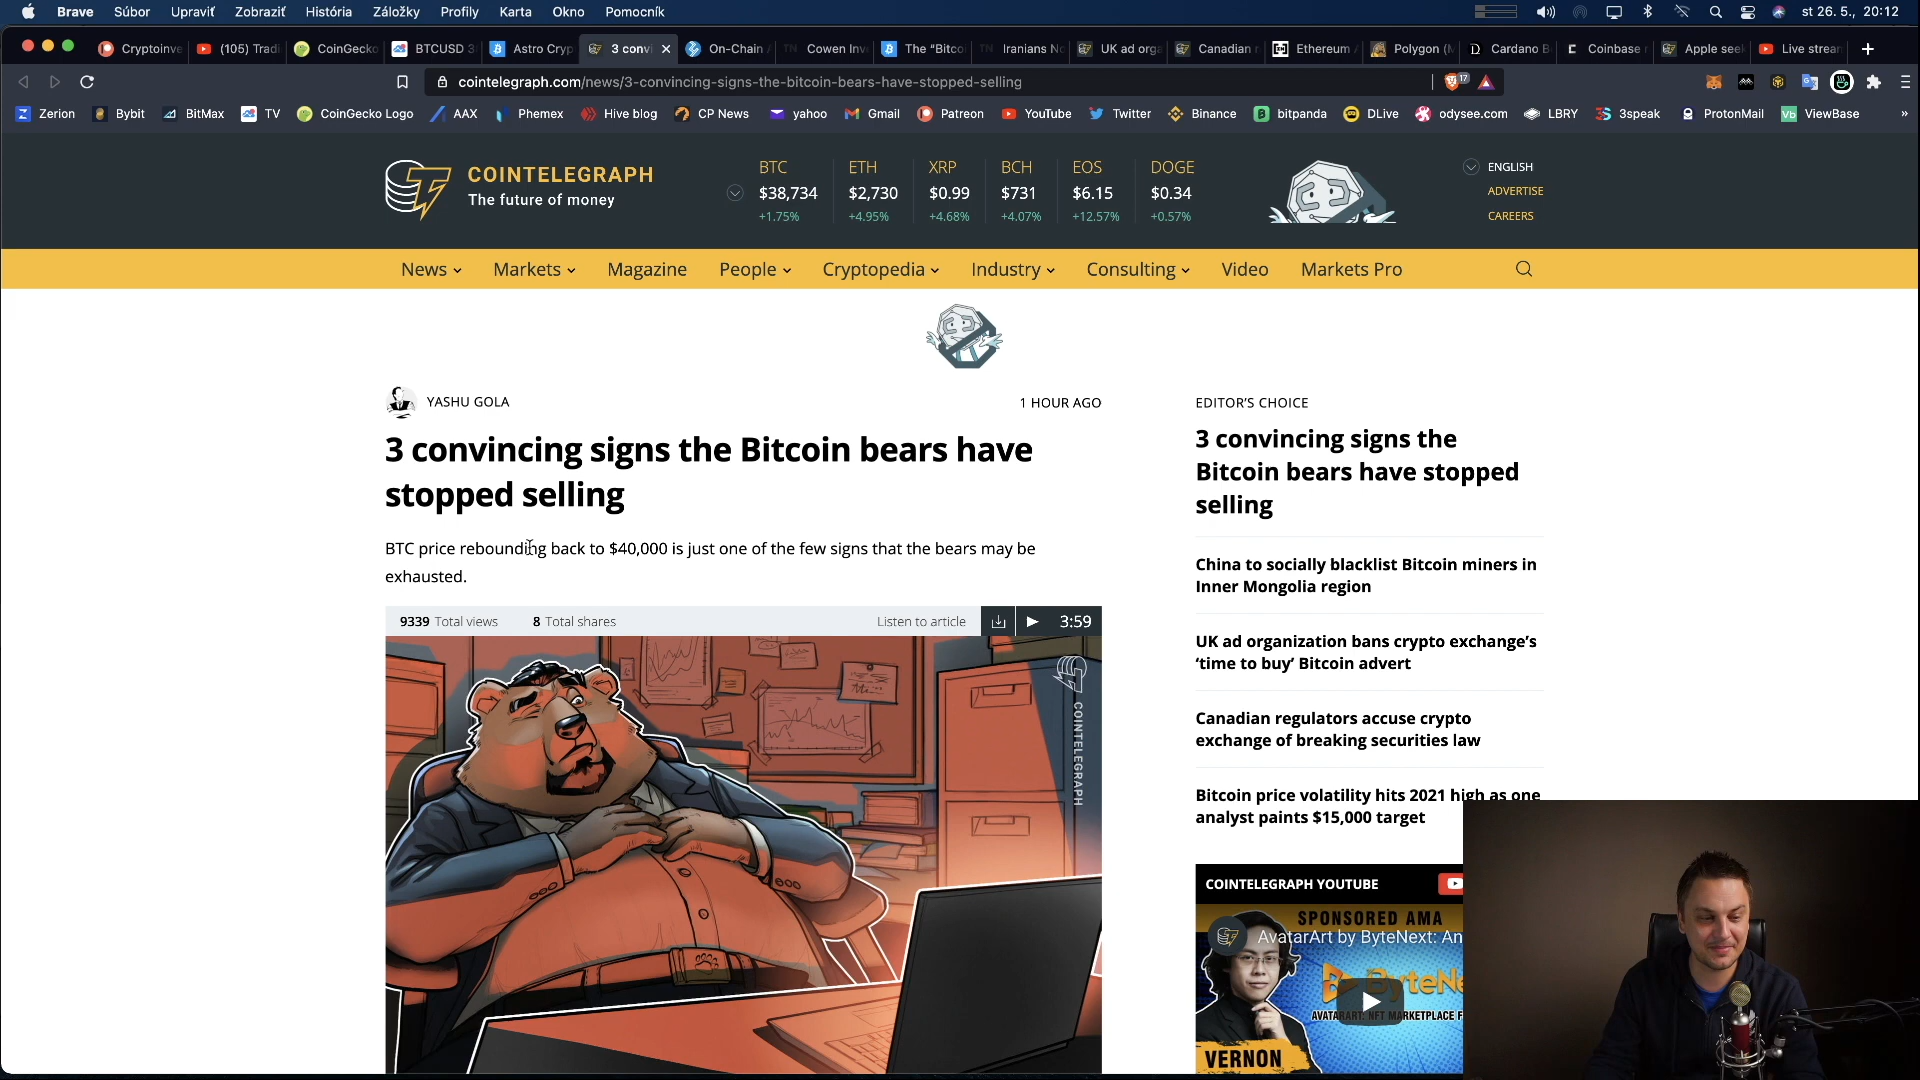 Brave Súbor Upraviť Zobraziť História Záložky Profily Karta Okno Pomocník st 26. 5., 20:12
Cryptoinve (105) Tradi CoinGecko BTCUSD 3 Astro Cryp 3 convi On-Chain A Cowen Inv The "Bitco Iranians No UK ad orga Canadian r Ethereum A Polygon (M Cardano B Coinbase r Apple seek Live strear
cointelegraph.com/news/3-convincing-signs-the-bitcoin-bears-have-stopped-selling 17
Zerion Bybit BitMax TV CoinGecko Logo AAX Phemex Hive blog CP News yahoo Gmail Patreon YouTube Twitter Binance bitpanda DLive odysee.com LBRY 3speak ProtonMail ViewBase »
COINTELEGRAPH
The future of money
BTC ETH XRP BCH EOS DOGE
$38,734 $2,730 $0.99 $731 $6.15 $0.34
+1.75% +4.95% +4.68% +4.07% +12.57% +0.57%
ENGLISH
ADVERTISE
CAREERS
News Markets Magazine People Cryptopedia Industry Consulting Video Markets Pro
YASHU GOLA 1 HOUR AGO
3 convincing signs the Bitcoin bears have
stopped selling
BTC price rebounding back to $40,000 is just one of the few signs that the bears may be
exhausted.
9339 Total views 8 Total shares Listen to article 3:59
COINTELEGRAPH
EDITOR'S CHOICE
3 convincing signs the
Bitcoin bears have stopped
selling
China to socially blacklist Bitcoin miners in
Inner Mongolia region
UK ad organization bans crypto exchange's
'time to buy' Bitcoin advert
Canadian regulators accuse crypto
exchange of breaking securities law
Bitcoin price volatility hits 2021 high as one
analyst paints $15,000 target
COINTELEGRAPH YOUTUBE
SPONSORED AMA
AvatarArt by ByteNext: An
ByteNe
AVATARART: NFT MARKETPLACE F
VERNON